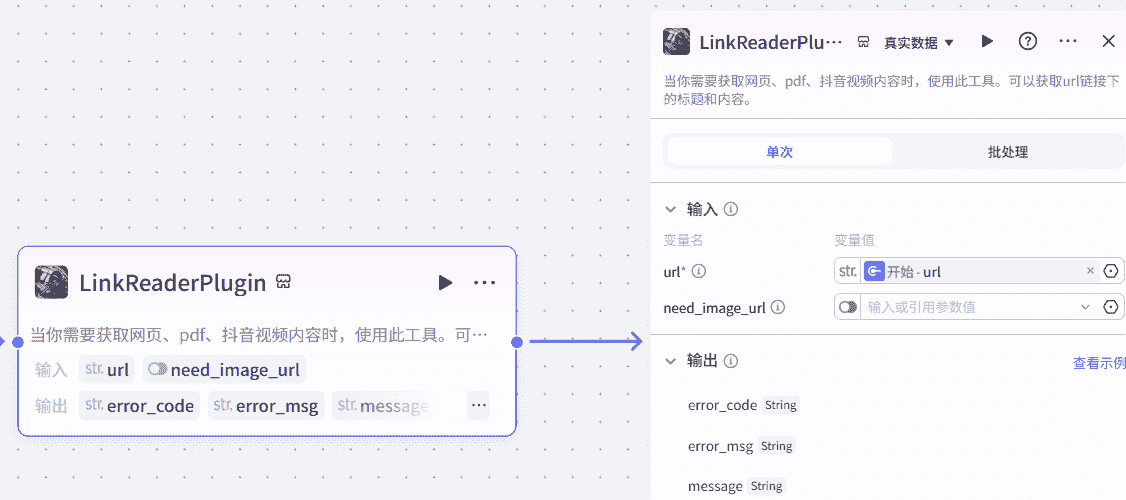 LinkReaderPlugin
当你需要获取网页、pdf、抖音视频内容时，使用此工具。可…
输入 str. url need_image_url
输出 str. error_code str. error_msg str. message ...
LinkReaderPlu… 真实数据
当你需要获取网页、pdf、抖音视频内容时，使用此工具。可以获取url链接下
的标题和内容。
单次 批处理
输入
变量名 变量值
url* str. 开始 - url
need_image_url 输入或引用参数值
输出 查看示例
error_code String
error_msg String
message String